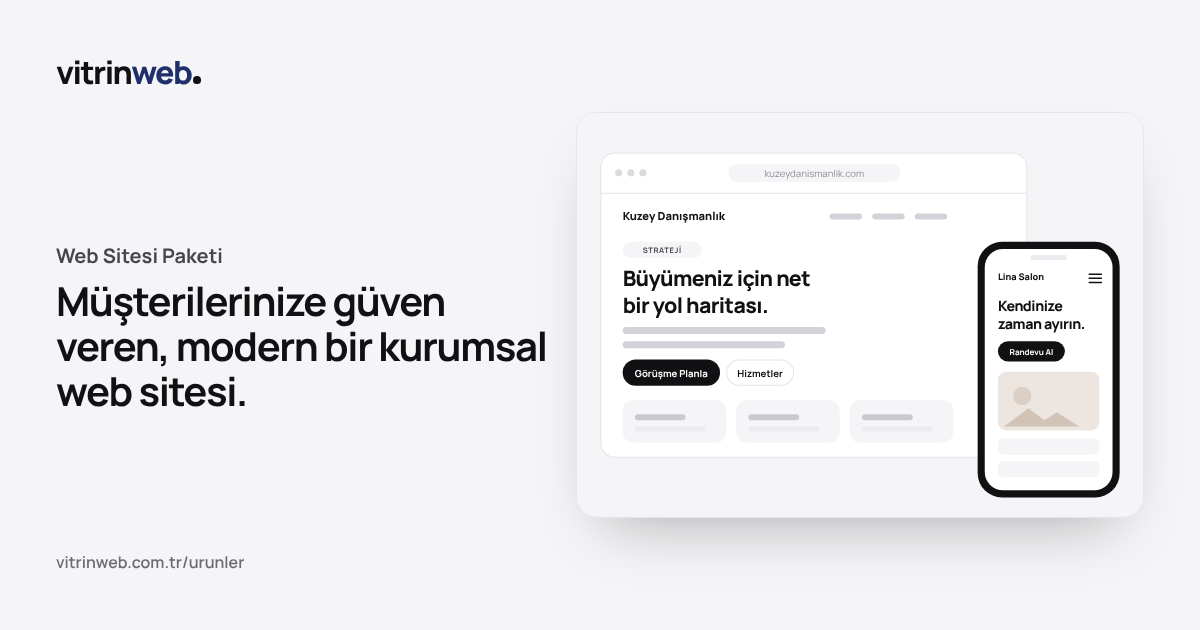 vitrinweb.
Web Sitesi Paketi
Müşterilerinize güven
veren, modern bir kurumsal
web sitesi.
vitrinweb.com.tr/urunler
kuzeydanismanlik.com
Kuzey Danışmanlık
STRATEJİ
Büyümeniz için net
bir yol haritası.
Görüşme Planla
Hizmetler
Lina Salon
Kendinize
zaman ayırın.
Randevu Al